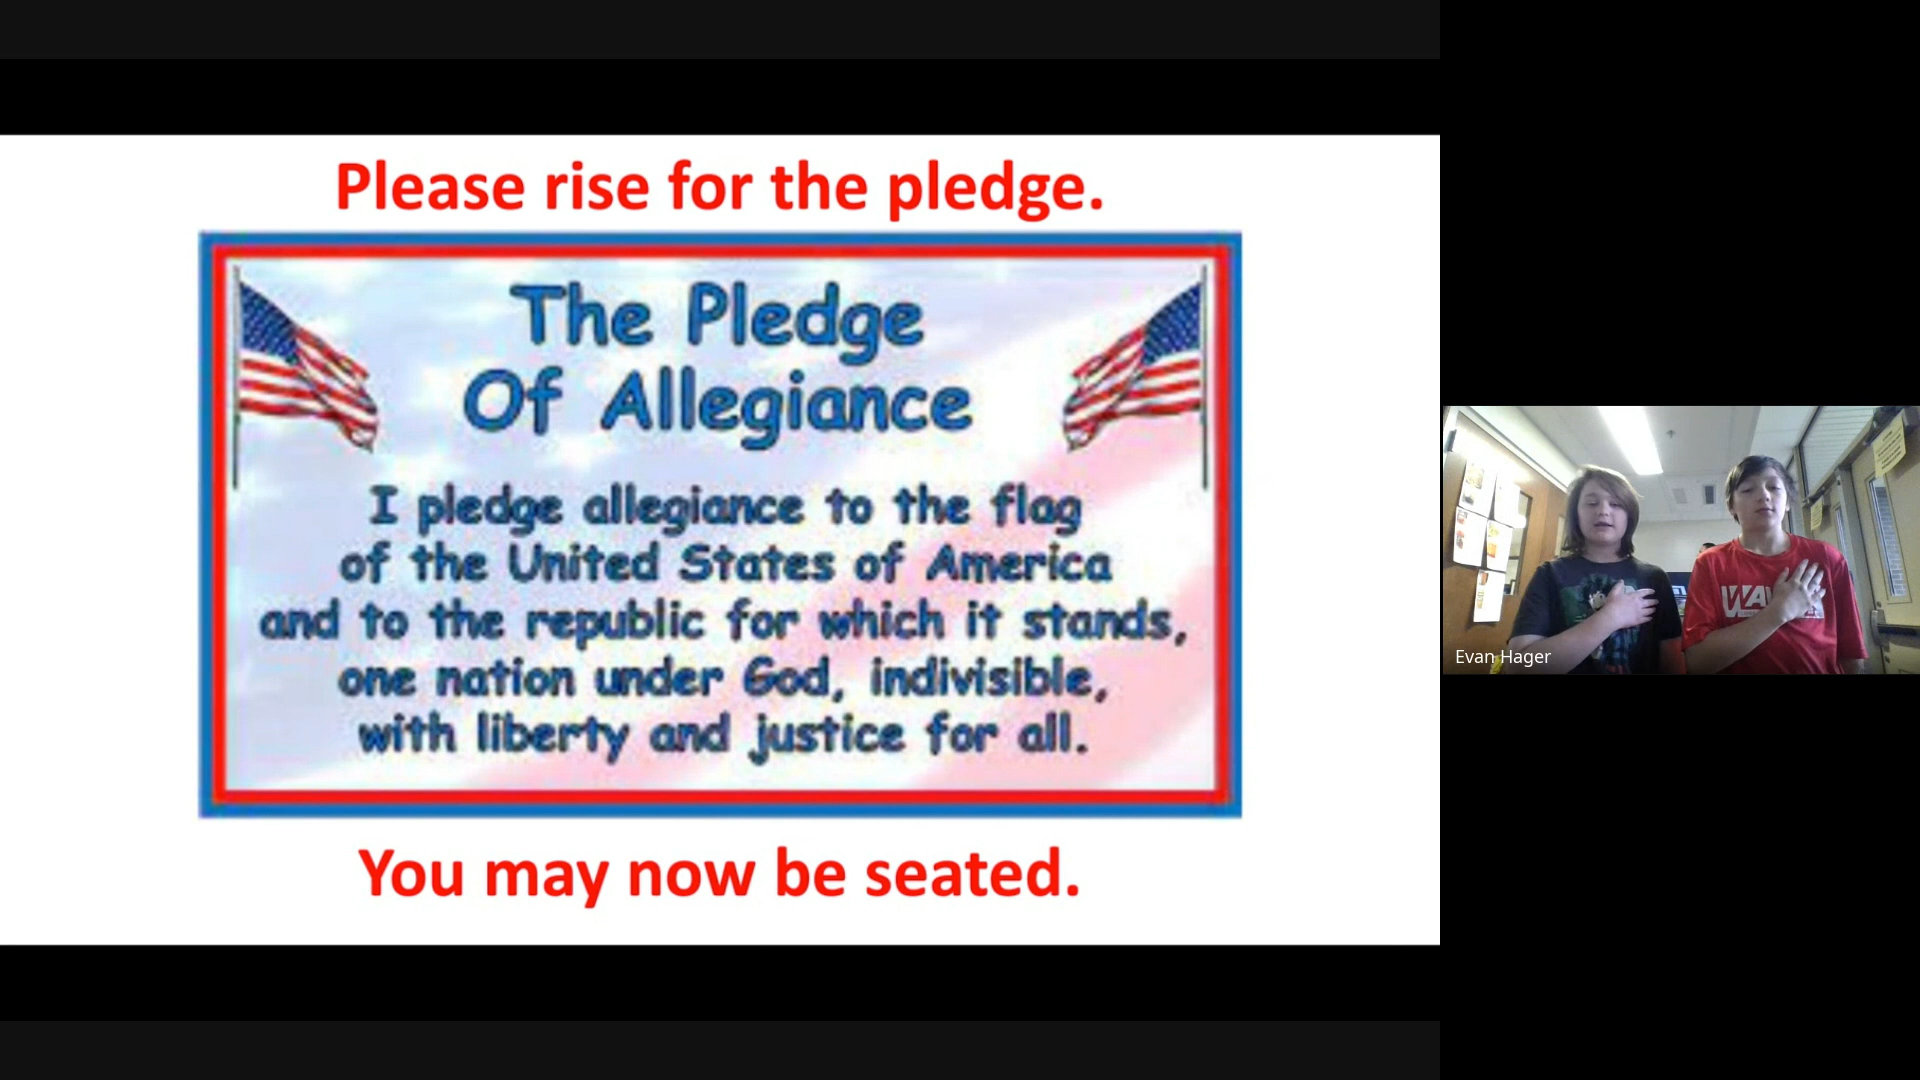 Please rise for the pledge.
The Pledge
Of Allegiance
I pledge allegiance to the flag
of the United States of America
and to the republic for which it stands,
one nation under God, indivisible,
with liberty and justice for all.
You may now be seated.
Evan Hager